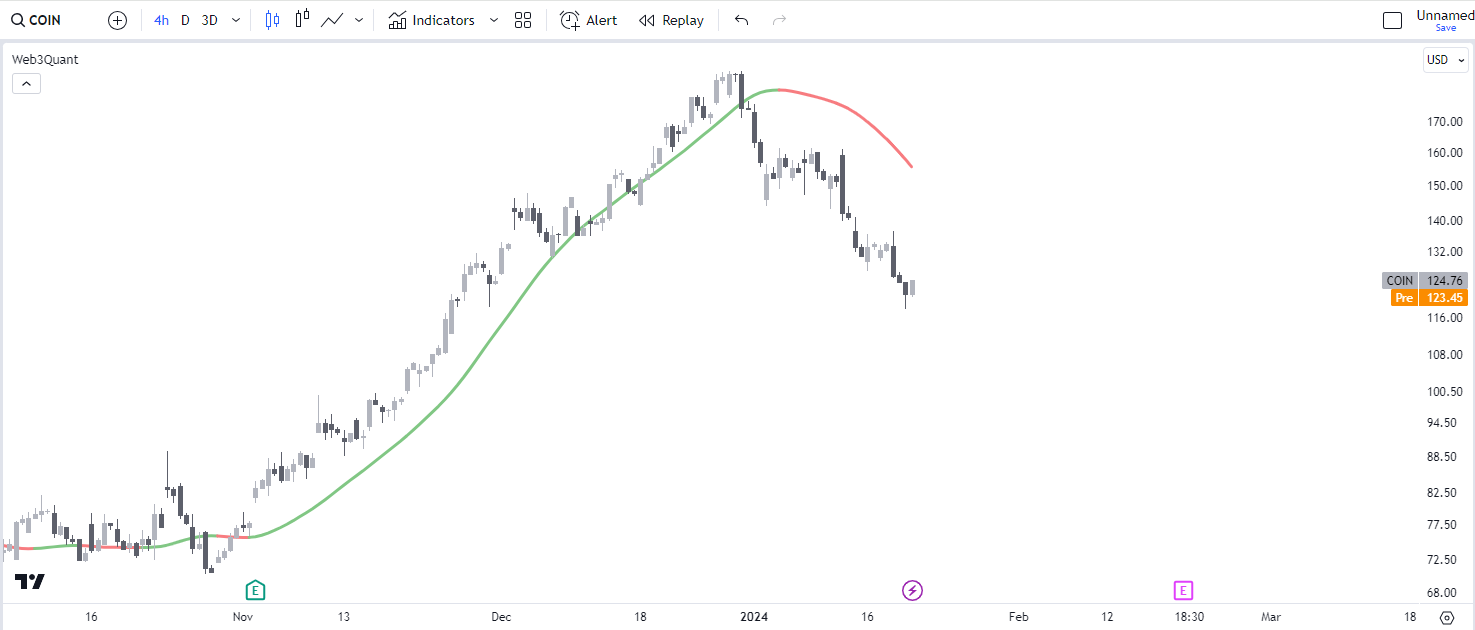 COIN 4h D 3D Indicators Alert Replay Unnamed
Save
Web3Quant
USD
170.00
160.00
150.00
140.00
132.00
COIN 124.76
Pre 123.45
116.00
108.00
100.50
94.50
88.50
82.50
77.50
72.50
68.00
E E
16 Nov 13 Dec 18 2024 16 Feb 12 18:30 Mar 18